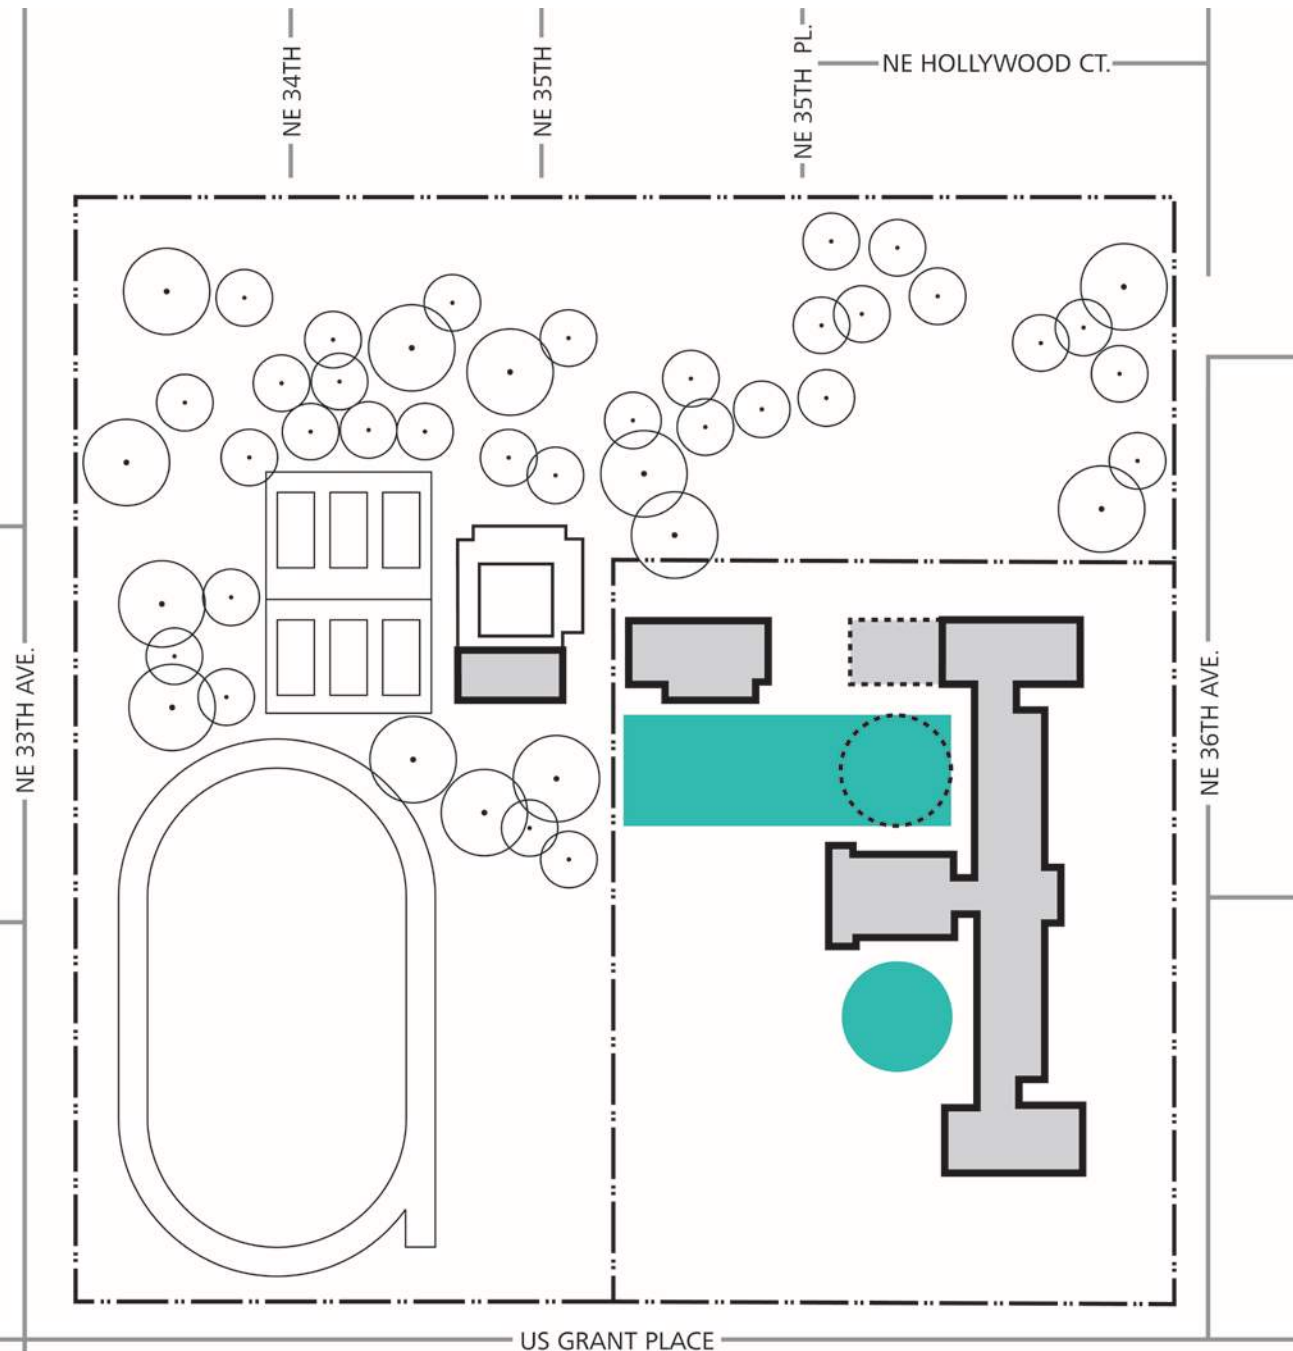 NE 34TH
NE 35TH
NE 35TH PL.
NE HOLLYWOOD CT.
NE 33TH AVE.
NE 36TH AVE.
US GRANT PLACE